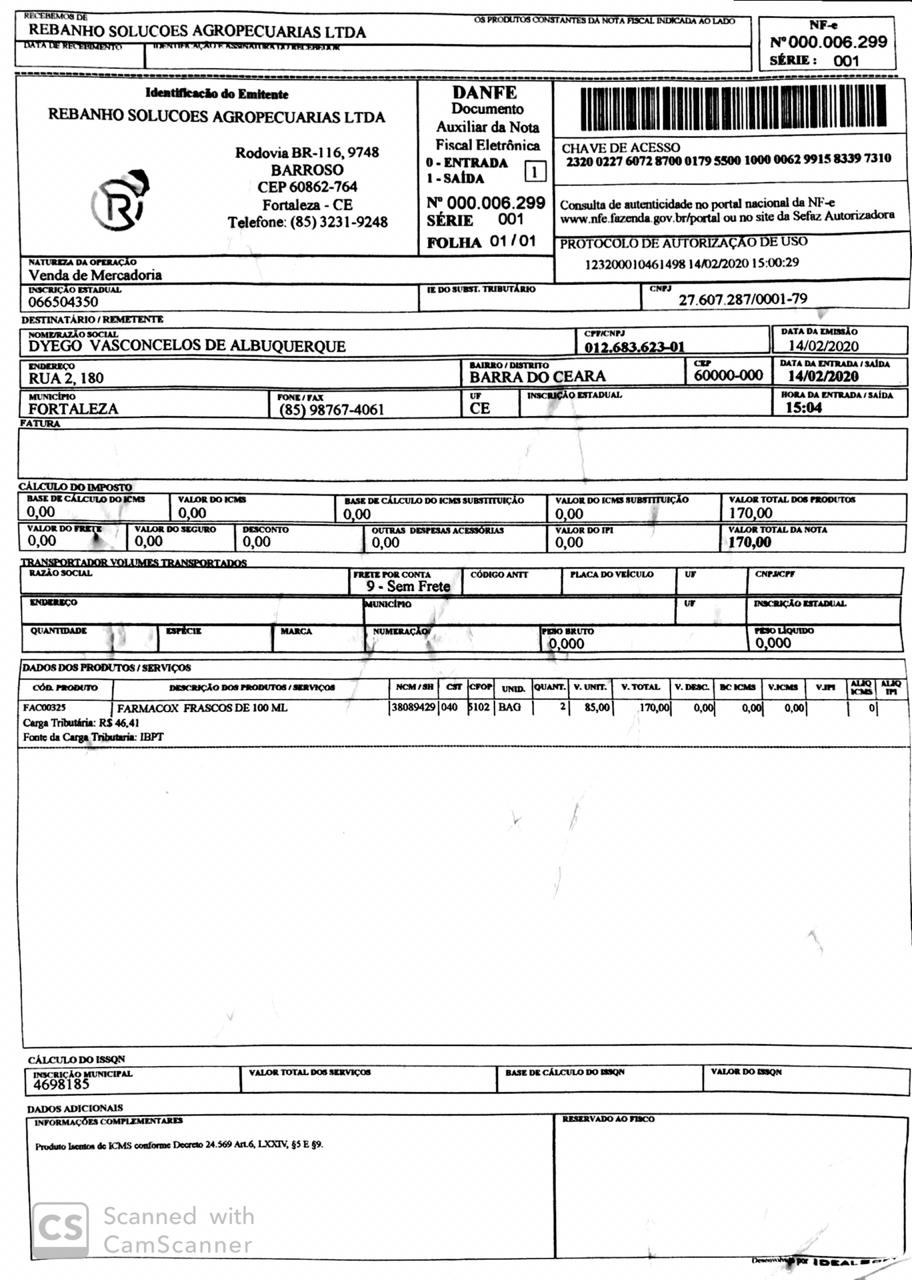 RECEBEMOS DE
REBANHO SOLUCOES AGROPECUARIAS LTDA
OS PRODUTOS CONSTANTES DA NOTA FISCAL INDICADA AO LADO
DATA DE RECEBIMENTO
IDENTIFICAÇÃO E ASSINATURA DO RECEBEDOR
NF-e
Nº 000.006.299
SÉRIE: 001
Identificação do Emitente
REBANHO SOLUCOES AGROPECUARIAS LTDA
Rodovia BR-116, 9748
BARROSO
CEP 60862-764
Fortaleza - CE
Telefone: (85) 3231-9248
DANFE
Documento
Auxiliar da Nota
Fiscal Eletrônica
0 - ENTRADA
1 - SAÍDA
1
Nº 000.006.299
SÉRIE 001
FOLHA 01/01
CHAVE DE ACESSO
2320 0227 6072 8700 0179 5500 1000 0062 9915 8339 7310
Consulta de autenticidade no portal nacional da NF-e
www.nfe.fazenda.gov.br/portal ou no site da Sefaz Autorizadora
PROTOCOLO DE AUTORIZAÇÃO DE USO
123200010461498 14/02/2020 15:00:29
NATUREZA DA OPERAÇÃO
Venda de Mercadoria
INSCRIÇÃO ESTADUAL
066504350
IE DO SUBST. TRIBUTÁRIO
CNPJ
27.607.287/0001-79
DESTINATÁRIO / REMETENTE
NOME/RAZÃO SOCIAL
DYEGO VASCONCELOS DE ALBUQUERQUE
CPF/CNPJ
012.683.623-01
DATA DA EMISSÃO
14/02/2020
ENDEREÇO
RUA 2, 180
BAIRRO / DISTRITO
BARRA DO CEARA
CEP
60000-000
DATA DA ENTRADA / SAÍDA
14/02/2020
MUNICÍPIO
FORTALEZA
FONE / FAX
(85) 98767-4061
UF
CE
INSCRIÇÃO ESTADUAL
HORA DA ENTRADA / SAÍDA
15:04
FATURA
CÁLCULO DO IMPOSTO
BASE DE CÁLCULO DO ICMS
0,00
VALOR DO ICMS
0,00
BASE DE CÁLCULO DO ICMS SUBSTITUIÇÃO
0,00
VALOR DO ICMS SUBSTITUIÇÃO
0,00
VALOR TOTAL DOS PRODUTOS
170,00
VALOR DO FRETE
0,00
VALOR DO SEGURO
0,00
DESCONTO
0,00
OUTRAS DESPESAS ACESSÓRIAS
0,00
VALOR DO IPI
0,00
VALOR TOTAL DA NOTA
170,00
TRANSPORTADOR VOLUMES TRANSPORTADOS
RAZÃO SOCIAL
FRETE POR CONTA
9 - Sem Frete
CÓDIGO ANTT
PLACA DO VEÍCULO
UF
CNPJ/CPF
ENDEREÇO
MUNICÍPIO
UF
INSCRIÇÃO ESTADUAL
QUANTIDADE
ESPÉCIE
MARCA
NUMERAÇÃO
PESO BRUTO
0,000
PESO LÍQUIDO
0,000
DADOS DOS PRODUTOS / SERVIÇOS
CÓD. PRODUTO DESCRIÇÃO DOS PRODUTOS / SERVIÇOS NCM / SH CST CFOP UNID. QUANT. V. UNIT. V. TOTAL V. DESC. BC ICMS V.ICMS V.IPI ALIQ ICMS ALIQ IPI
FAC00325 FARMACOX FRASCOS DE 100 ML 38089429 040 5102 BAG 2 85,00 170,00 0,00 0,00 0,00 0
Carga Tributária: R$ 46,41
Fonte da Carga Tributaria: IBPT
CÁLCULO DO ISSQN
INSCRIÇÃO MUNICIPAL
4698185
VALOR TOTAL DOS SERVIÇOS
BASE DE CÁLCULO DO ISSQN
VALOR DO ISSQN
DADOS ADICIONAIS
INFORMAÇÕES COMPLEMENTARES
Produto Isentos de ICMS conforme Decreto 24.569 Art.6, LXXIV, §5 E §9.
RESERVADO AO FISCO
CS Scanned with
CamScanner
Desenvolvido por